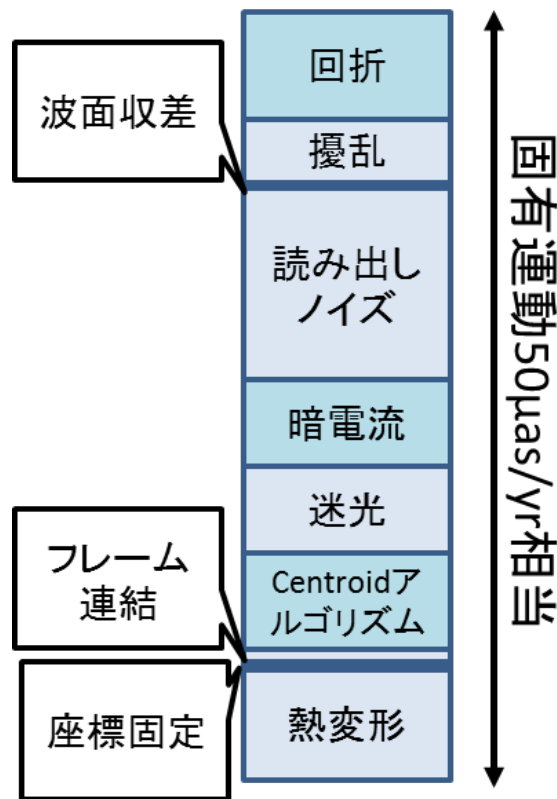 回折
波面収差
擾乱
読み出し
ノイズ
暗電流
迷光
フレーム
連結
Centroidア
ルゴリズム
座標固定
熱変形
固有運動50μas/yr相当